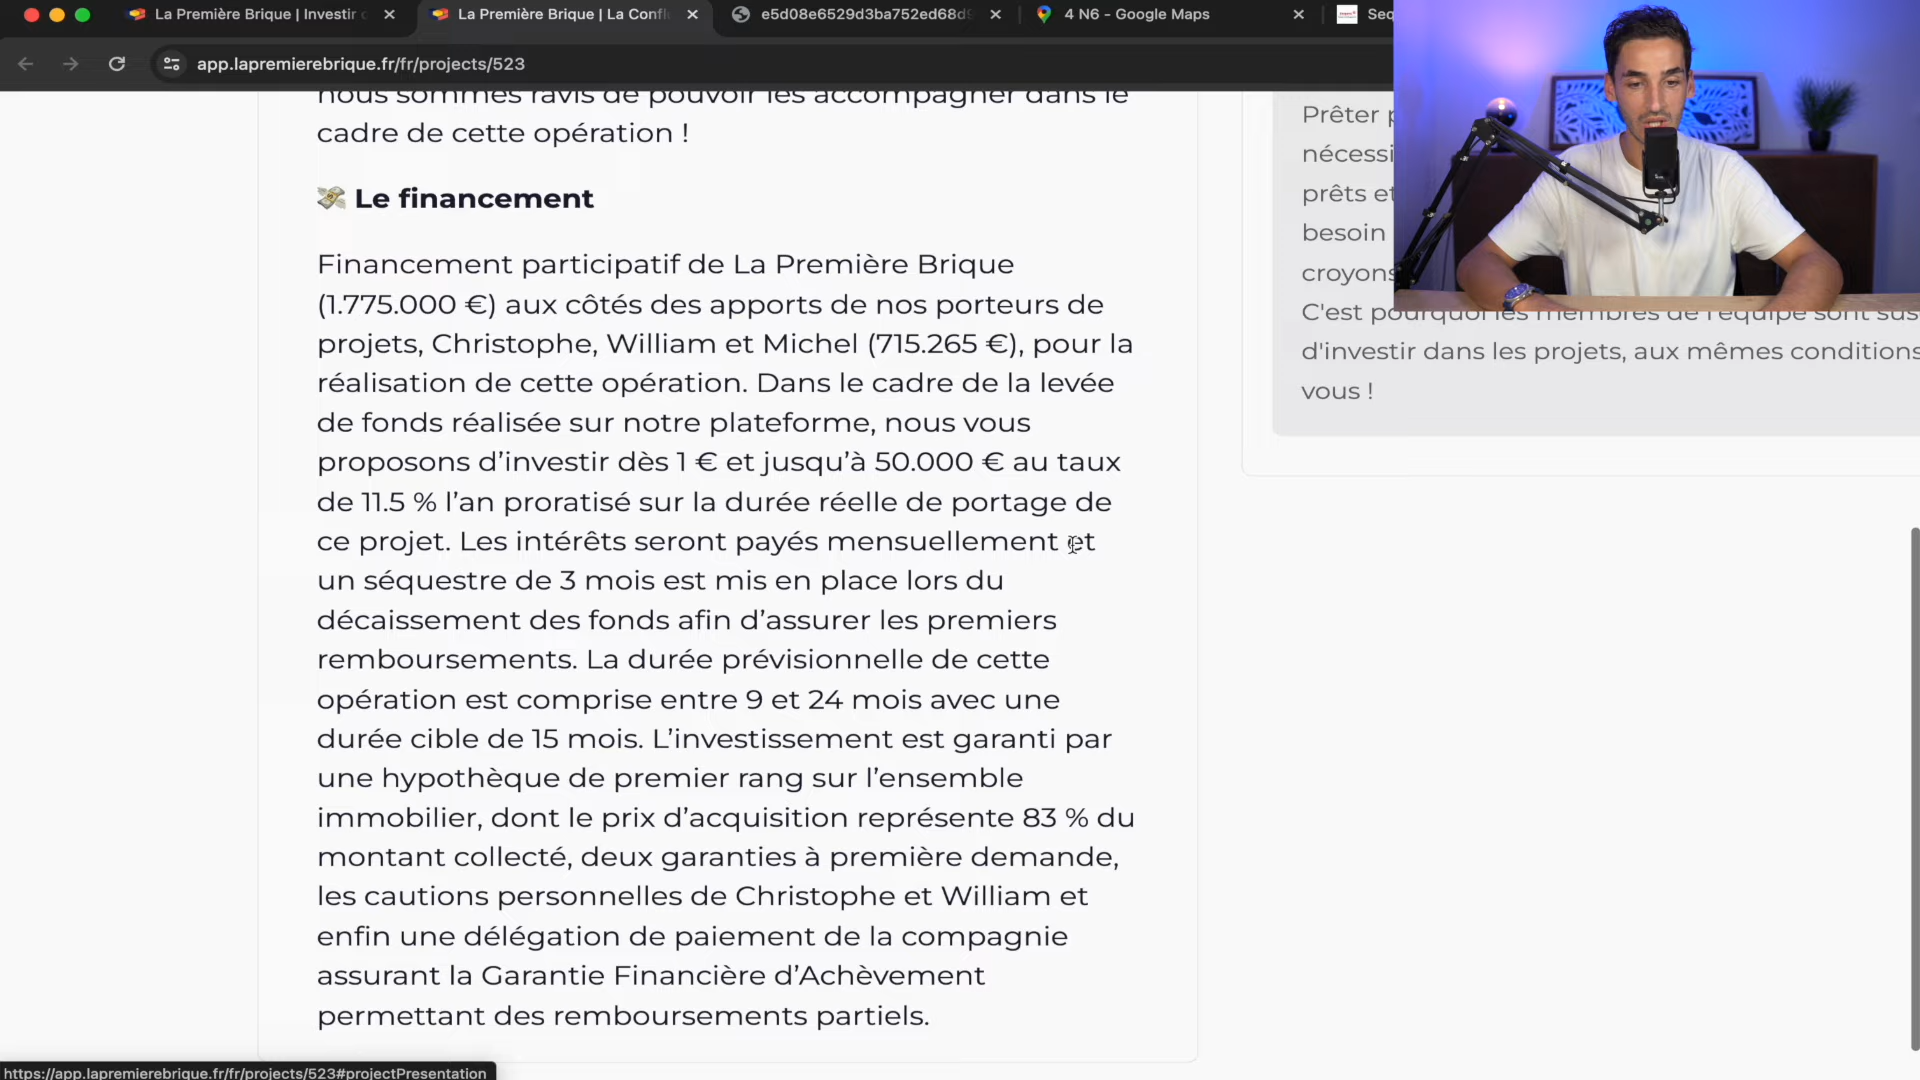 La Première Brique | Investir
La Première Brique | La Confl
e5d08e6529d3ba752ed68d9
4 N6 - Google Maps
Seq
app.lapremierebrique.fr/fr/projects/523
nous sommes ravis de pouvoir les accompagner dans le
cadre de cette opération !
💸 Le financement
Financement participatif de La Première Brique
(1.775.000 €) aux côtés des apports de nos porteurs de
projets, Christophe, William et Michel (715.265 €), pour la
réalisation de cette opération. Dans le cadre de la levée
de fonds réalisée sur notre plateforme, nous vous
proposons d’investir dès 1 € et jusqu’à 50.000 € au taux
de 11.5 % l’an proratisé sur la durée réelle de portage de
ce projet. Les intérêts seront payés mensuellement et
un séquestre de 3 mois est mis en place lors du
décaissement des fonds afin d’assurer les premiers
remboursements. La durée prévisionnelle de cette
opération est comprise entre 9 et 24 mois avec une
durée cible de 15 mois. L’investissement est garanti par
une hypothèque de premier rang sur l’ensemble
immobilier, dont le prix d’acquisition représente 83 % du
montant collecté, deux garanties à première demande,
les cautions personnelles de Christophe et William et
enfin une délégation de paiement de la compagnie
assurant la Garantie Financière d’Achèvement
permettant des remboursements partiels.
Prêter p
nécessi
prêts et
besoin
croyons
C'est pourquoi les membres de l'équipe sont sus
d'investir dans les projets, aux mêmes conditions
vous !
https://app.lapremierebrique.fr/fr/projects/523#projectPresentation